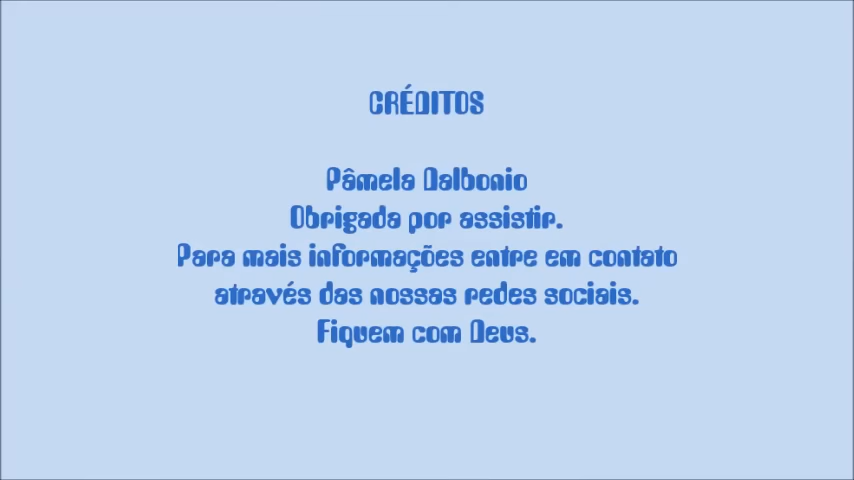 CRÉDITOS
Pâmela Dalbonio
Obrigada por assistir.
Para mais informações entre em contato
através das nossas redes sociais.
Fiquem com Deus.